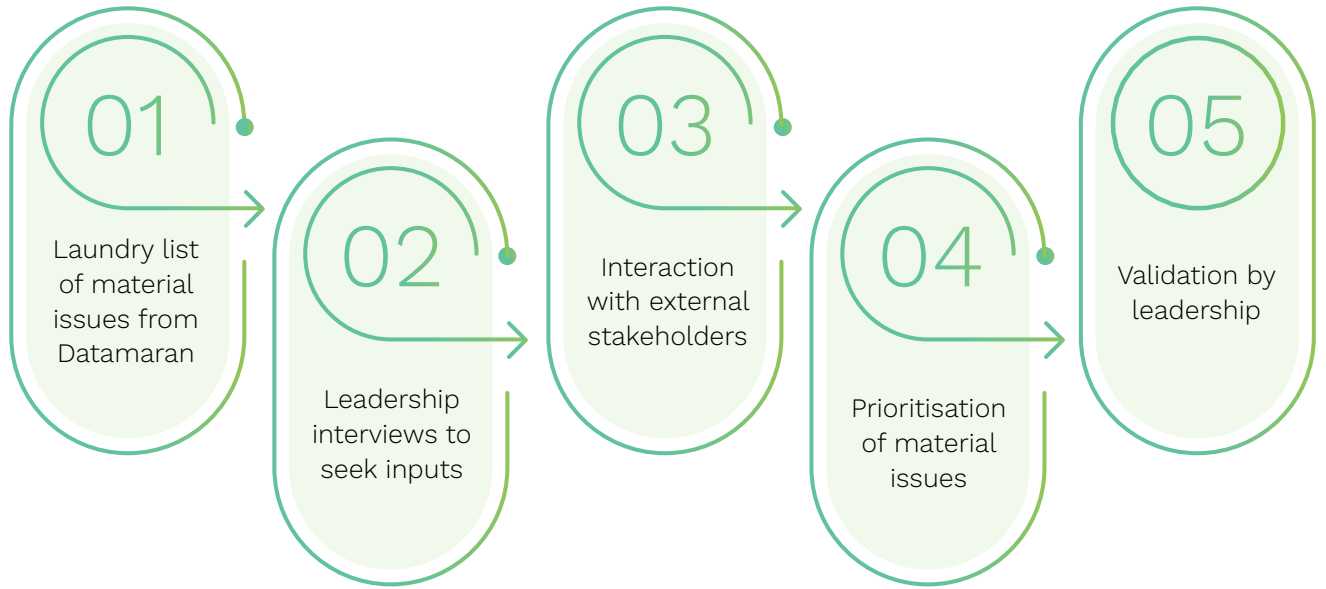 01
Laundry list
of material
issues from
Datamaran
02
Leadership
interviews to
seek inputs
03
Interaction
with external
stakeholders
04
Prioritisation
of material
issues
05
Validation by
leadership